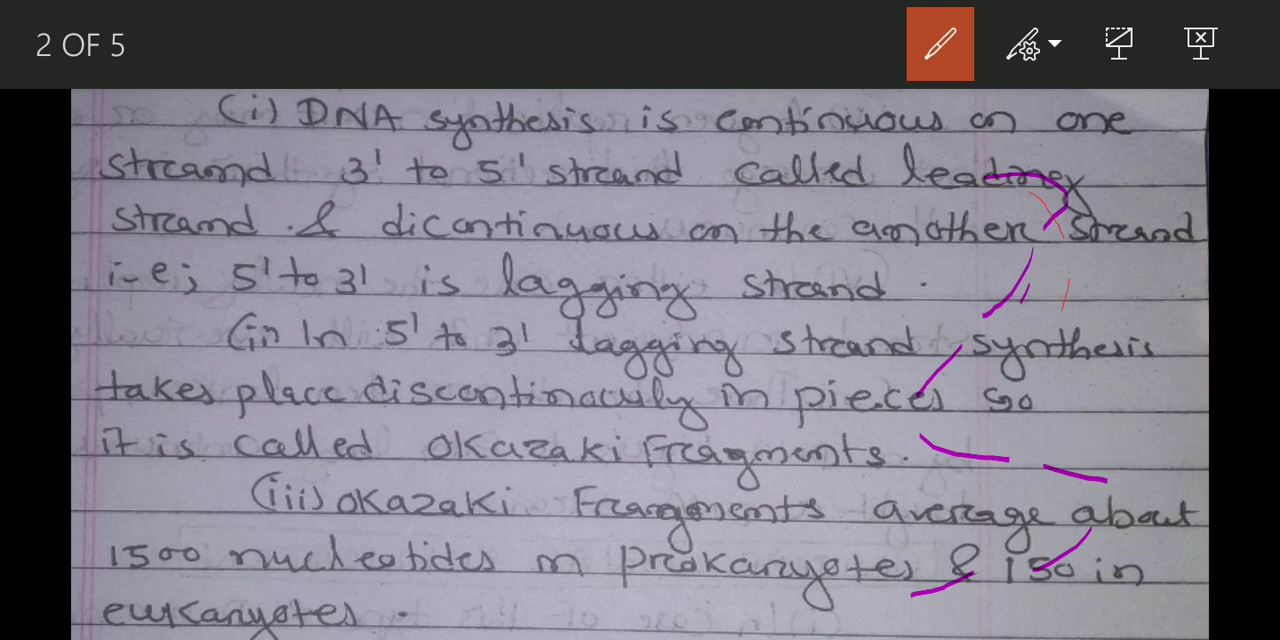 2 OF 5
(i) DNA synthesis is continuous on one
strand 3' to 5' strand called leading
strand & dicontinuous on the another strand
i-e; 5' to 3' is lagging strand.
(ii) In 5' to 3' lagging strand synthesis
takes place discontinously in pieces so
it is called Okazaki Fragments.
(iii) Okazaki Fragments average about
1500 nucleotides in prokaryotes & 150 in
eukaryotes.